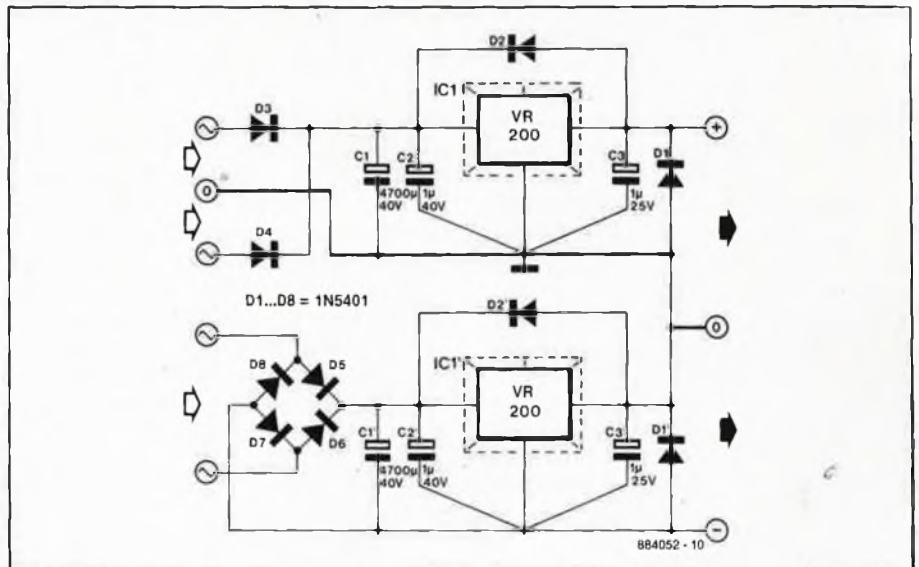 D2
IC1
VR
200
D3
C1
4700µ
40V
C2
1µ
40V
C3
1µ
25V
D1
+
0
D4
D1...D8 = 1N5401
D2'
IC1'
VR
200
0
D8
D5
D7
D6
C1'
4700µ
40V
C2'
1µ
40V
C3'
1µ
25V
D1'
−
884052 - 10